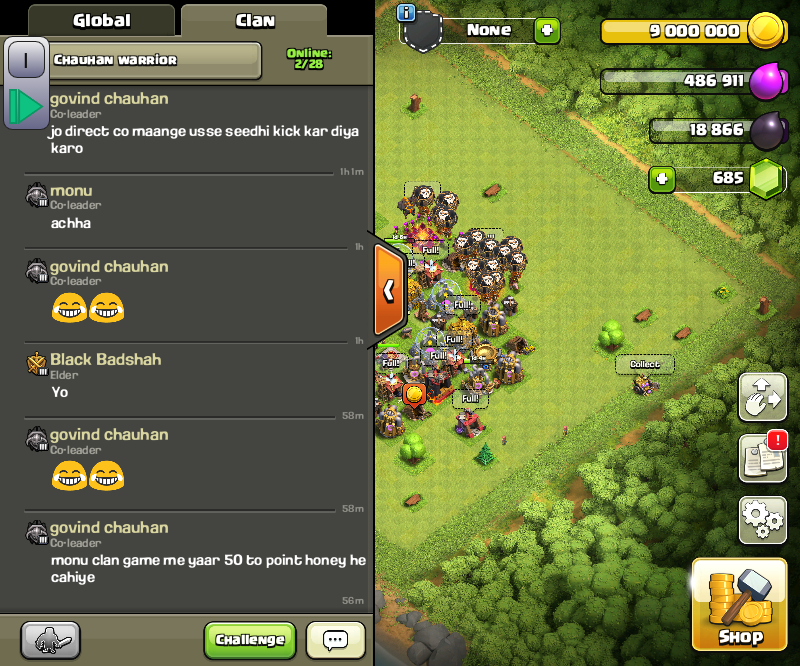 Global
Clan
None
9 000 000
CHAUHAN WARRIOR
Online:
2/28
486 911
govind chauhan
Co-leader
jo direct co maange usse seedhi kick kar diya
karo
18 866
1h 1m
685
monu
Co-leader
achha
1h
govind chauhan
Co-leader
😂😂
1h
Full!
Full!
Full!
Full!
Full!
Full!
Collect
Black Badshah
Elder
Yo
58m
govind chauhan
Co-leader
😂😂
58m
govind chauhan
Co-leader
monu clan game me yaar 50 to point honey he
cahiye
56m
Challenge
Shop